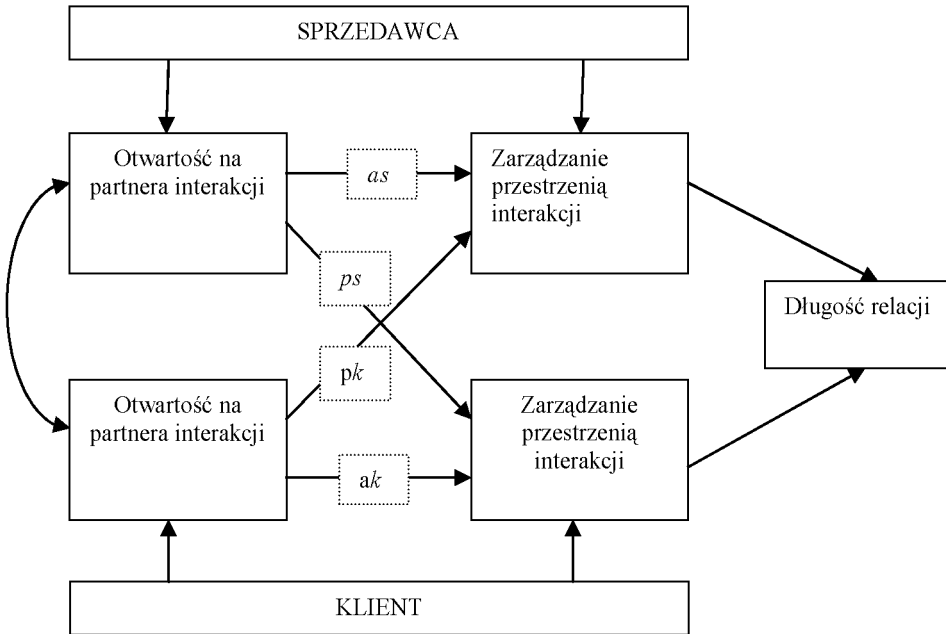 SPRZEDAWCA
Otwartość na
partnera interakcji
as
Zarządzanie
przestrzenią
interakcji
ps
Długość relacji
pk
Otwartość na
partnera interakcji
Zarządzanie
przestrzenią
interakcji
ak
KLIENT